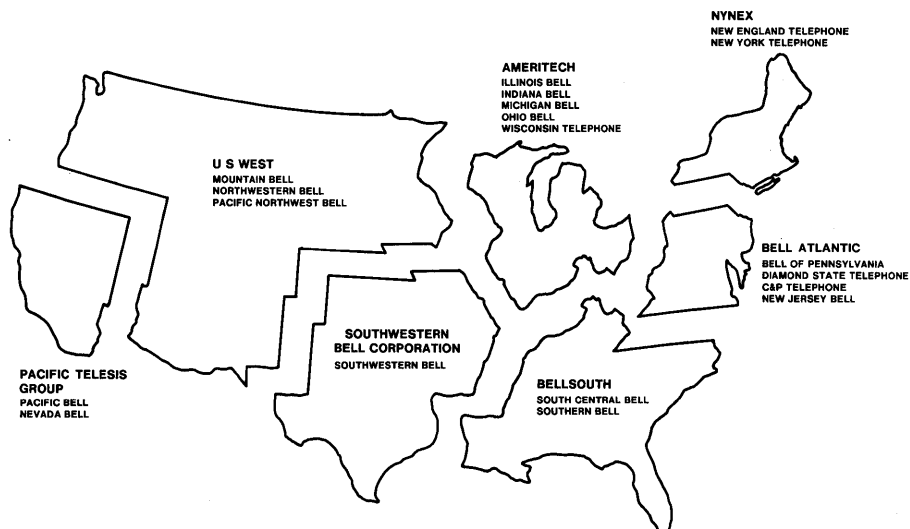 NYNEX
NEW ENGLAND TELEPHONE
NEW YORK TELEPHONE
AMERITECH
ILLINOIS BELL
INDIANA BELL
MICHIGAN BELL
OHIO BELL
WISCONSIN TELEPHONE
U S WEST
MOUNTAIN BELL
NORTHWESTERN BELL
PACIFIC NORTHWEST BELL
BELL ATLANTIC
BELL OF PENNSYLVANIA
DIAMOND STATE TELEPHONE
C&P TELEPHONE
NEW JERSEY BELL
SOUTHWESTERN
BELL CORPORATION
SOUTHWESTERN BELL
PACIFIC TELESIS
GROUP
PACIFIC BELL
NEVADA BELL
BELLSOUTH
SOUTH CENTRAL BELL
SOUTHERN BELL